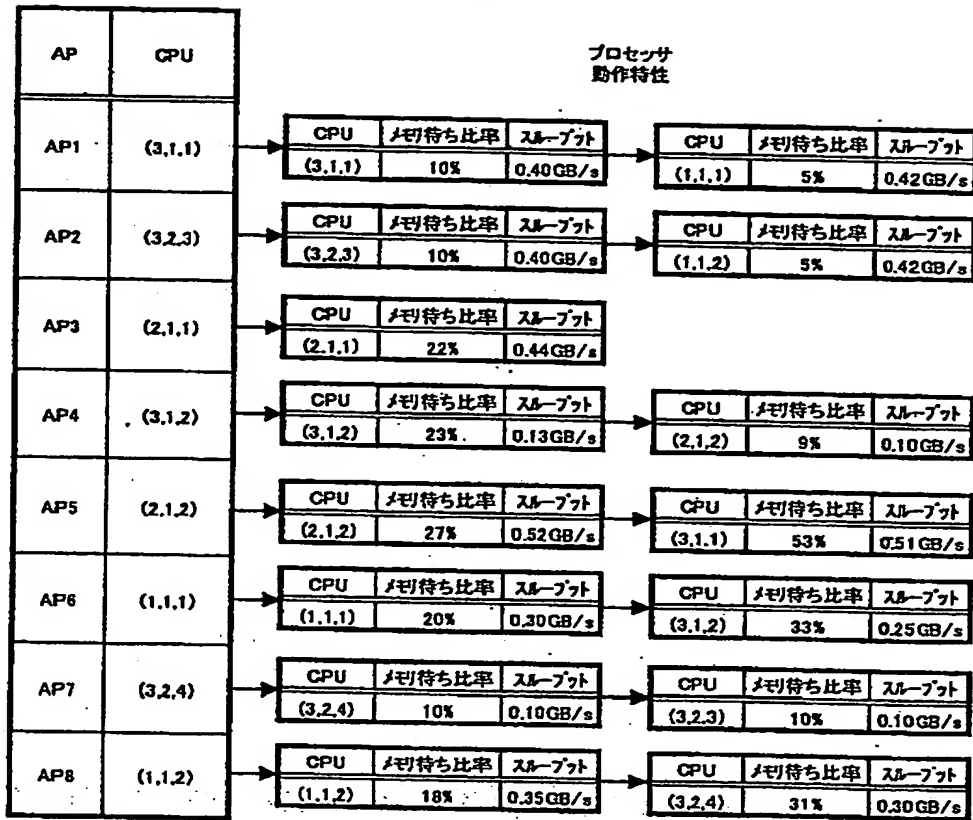 AP CPU
プロセッサ
動作特性
AP1 (3,1,1)
CPU メモリ待ち比率 スループット
(3,1,1) 10% 0.40GB/s
CPU メモリ待ち比率 スループット
(1,1,1) 5% 0.42GB/s
AP2 (3,2,3)
CPU メモリ待ち比率 スループット
(3,2,3) 10% 0.40GB/s
CPU メモリ待ち比率 スループット
(1,1,2) 5% 0.42GB/s
AP3 (2,1,1)
CPU メモリ待ち比率 スループット
(2,1,1) 22% 0.44GB/s
AP4 (3,1,2)
CPU メモリ待ち比率 スループット
(3,1,2) 23% 0.13GB/s
CPU メモリ待ち比率 スループット
(2,1,2) 9% 0.10GB/s
AP5 (2,1,2)
CPU メモリ待ち比率 スループット
(2,1,2) 27% 0.52GB/s
CPU メモリ待ち比率 スループット
(3,1,1) 53% 0.51GB/s
AP6 (1,1,1)
CPU メモリ待ち比率 スループット
(1,1,1) 20% 0.30GB/s
CPU メモリ待ち比率 スループット
(3,1,2) 33% 0.25GB/s
AP7 (3,2,4)
CPU メモリ待ち比率 スループット
(3,2,4) 10% 0.10GB/s
CPU メモリ待ち比率 スループット
(3,2,3) 10% 0.10GB/s
AP8 (1,1,2)
CPU メモリ待ち比率 スループット
(1,1,2) 18% 0.35GB/s
CPU メモリ待ち比率 スループット
(3,2,4) 31% 0.30GB/s